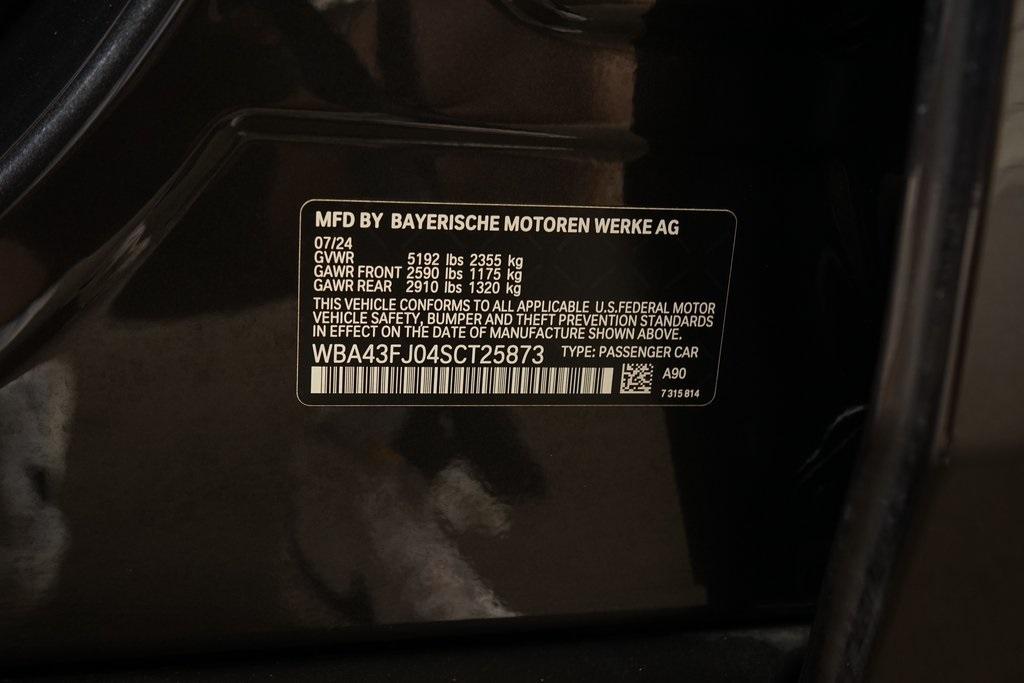 MFD BY BAYERISCHE MOTOREN WERKE AG
07/24
GVWR 5192 lbs 2355 kg
GAWR FRONT 2590 lbs 1175 kg
GAWR REAR 2910 lbs 1320 kg
THIS VEHICLE CONFORMS TO ALL APPLICABLE U.S.FEDERAL MOTOR
VEHICLE SAFETY, BUMPER AND THEFT PREVENTION STANDARDS
IN EFFECT ON THE DATE OF MANUFACTURE SHOWN ABOVE.
WBA43FJ04SCT25873 TYPE: PASSENGER CAR
A90
7 315 814